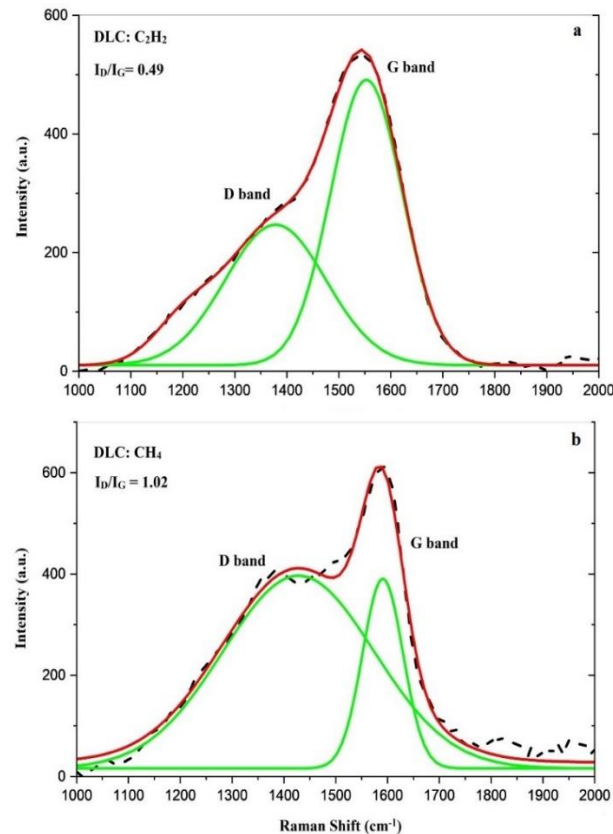 600
DLC: C₂H₂
a
I_D/I_G= 0.49
G band
Intensity (a.u.)
400
D band
200
0
1000 1100 1200 1300 1400 1500 1600 1700 1800 1900 2000
DLC: CH₄
b
600
I_D/I_G = 1.02
D band
G band
Intensity (a.u.)
400
200
0
1000 1100 1200 1300 1400 1500 1600 1700 1800 1900 2000
Raman Shift (cm⁻¹)